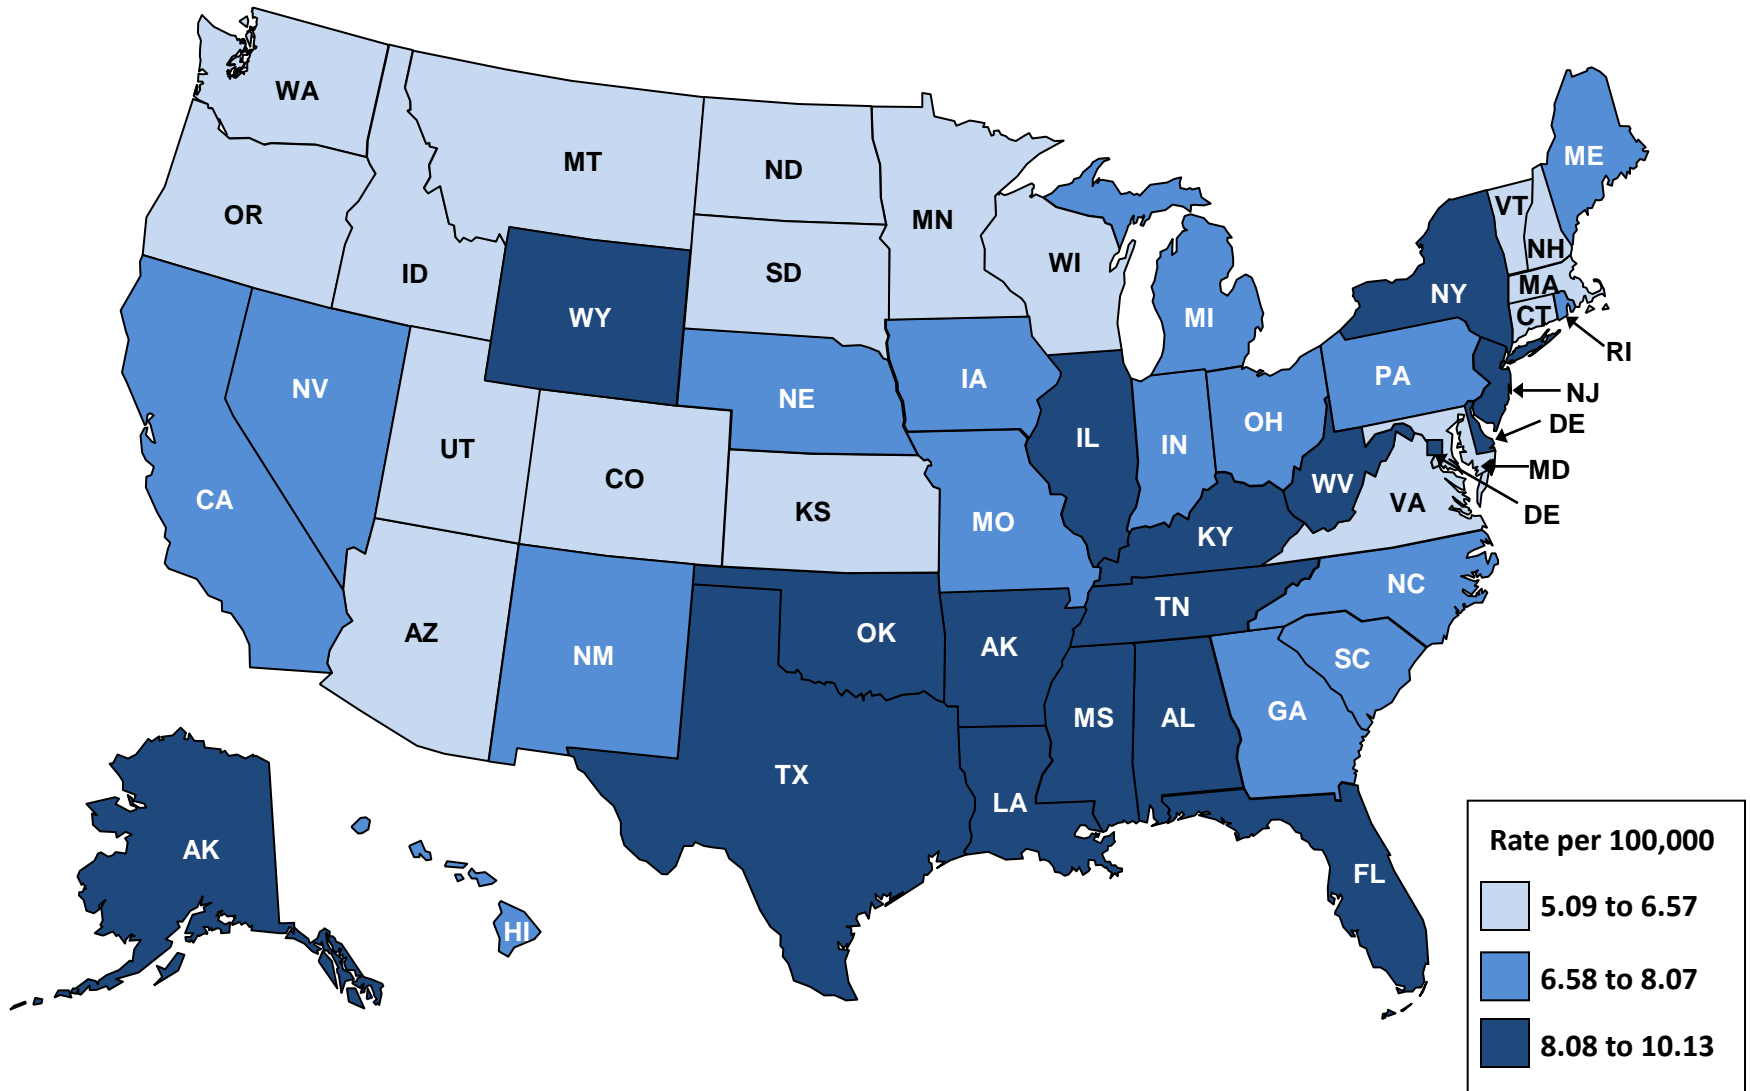 WA
MT
ND
ME
OR
MN
VT
NH
ID
SD
WI
MA
NY
WY
MI
CT
RI
NV
NE
IA
PA
NJ
UT
IL
IN
OH
DE
CO
MD
CA
KS
MO
WV
VA
DE
KY
NC
AZ
NM
OK
AK
TN
SC
MS
AL
GA
TX
LA
AK
FL
HI
Rate per 100,000
5.09 to 6.57
6.58 to 8.07
8.08 to 10.13